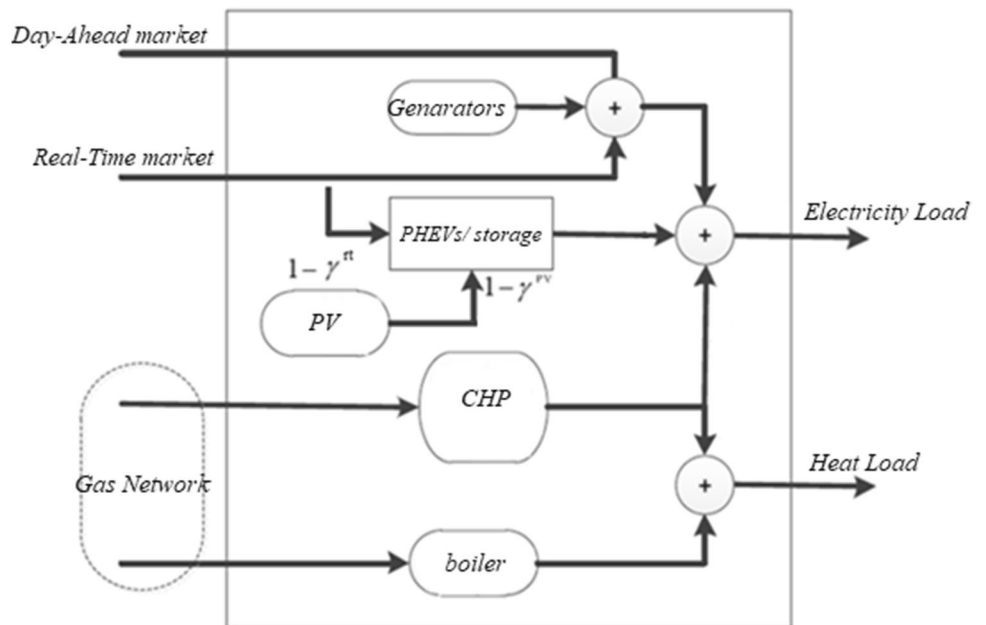 Day-Ahead market
Genarators
+
Real-Time market
PHEVs/ storage
+
Electricity Load
1− γ^rt
1− γ^PV
PV
CHP
Gas Network
+
Heat Load
boiler